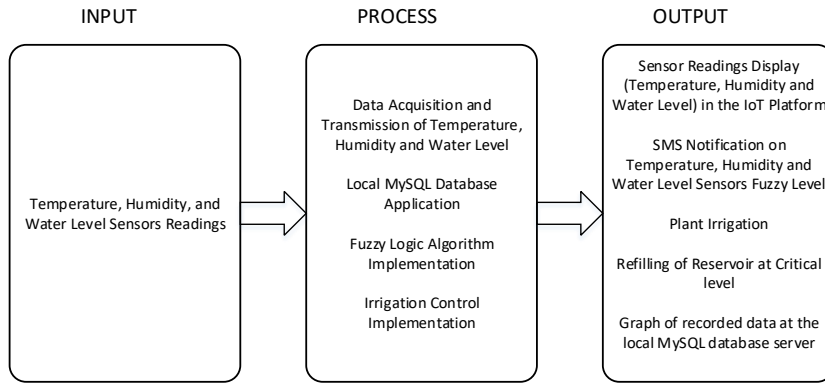 INPUT
PROCESS
OUTPUT
Temperature, Humidity, and
Water Level Sensors Readings
Data Acquisition and
Transmission of Temperature,
Humidity and Water Level
Local MySQL Database
Application
Fuzzy Logic Algorithm
Implementation
Irrigation Control
Implementation
Sensor Readings Display
(Temperature, Humidity and
Water Level) in the IoT Platform
SMS Notification on
Temperature, Humidity and
Water Level Sensors Fuzzy Level
Plant Irrigation
Refilling of Reservoir at Critical
level
Graph of recorded data at the
local MySQL database server